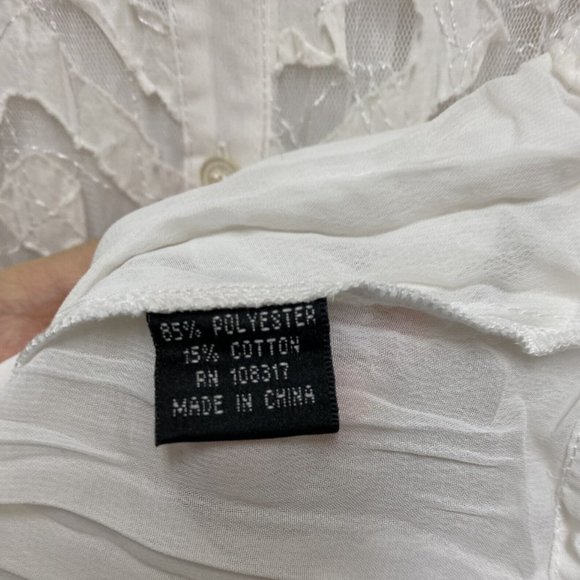 85% POLYESTER
15% COTTON
RN 108317
MADE IN CHINA